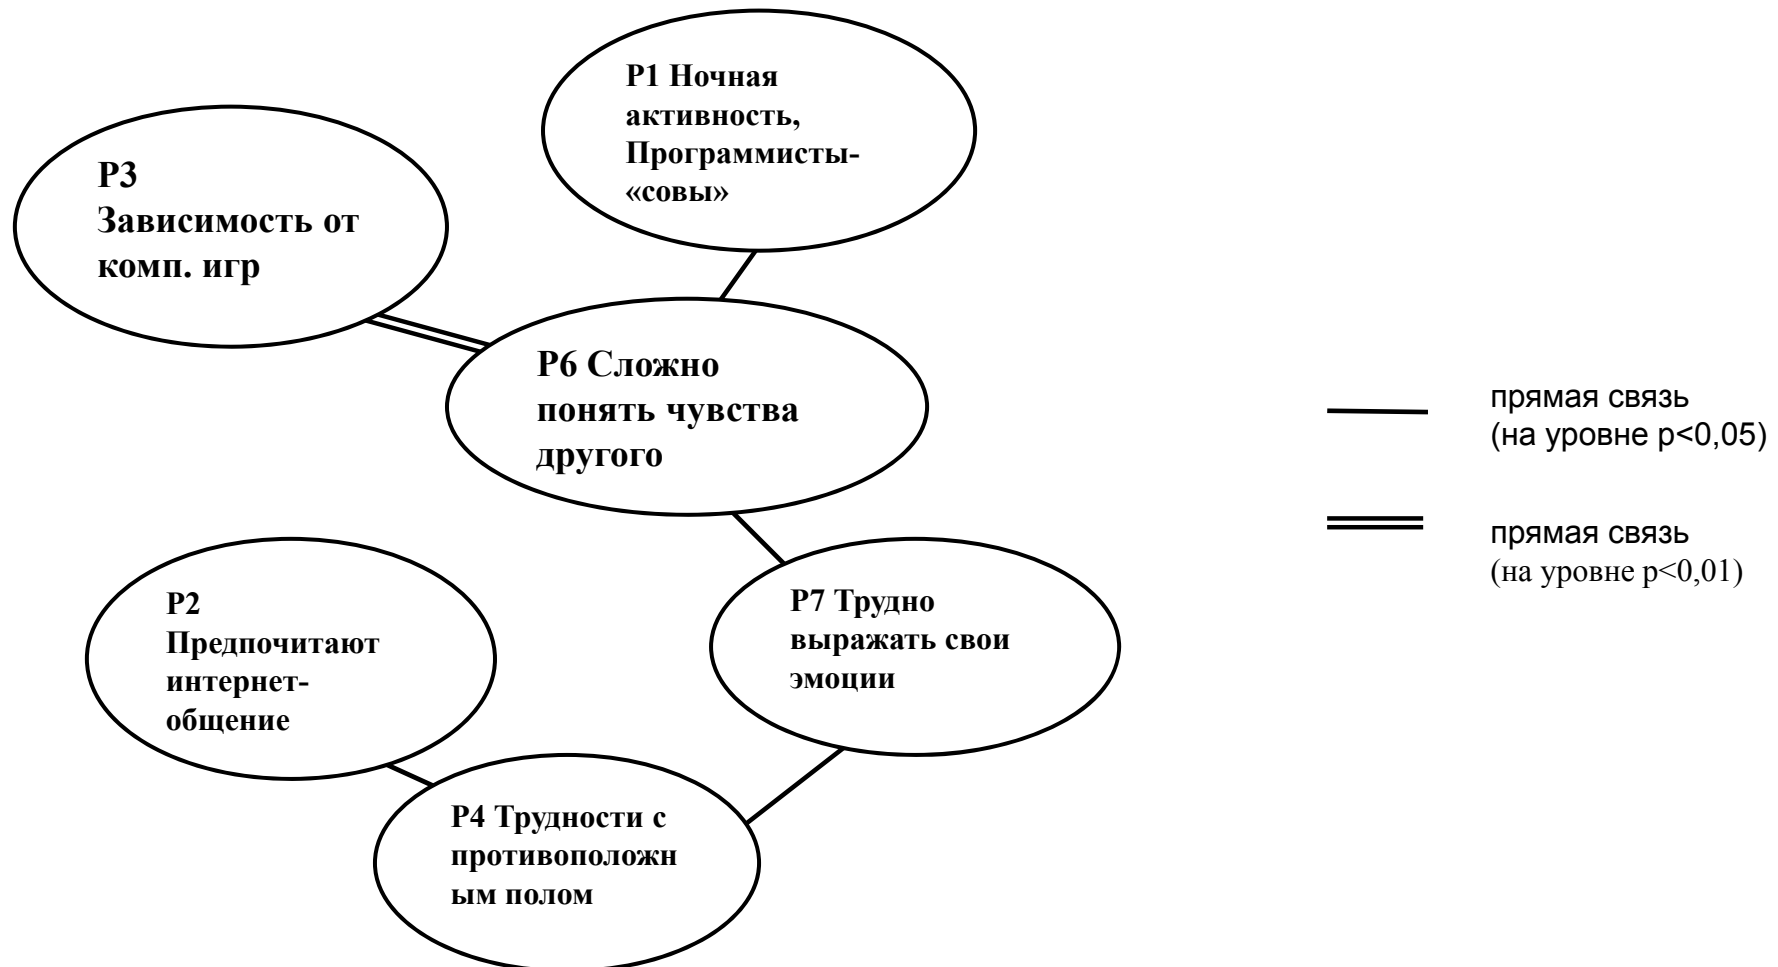 Р1 Ночная
активность,
Программисты-
«совы»
Р3
Зависимость от
комп. игр
Р6 Сложно
понять чувства
другого
прямая связь
(на уровне p<0,05)
прямая связь
(на уровне p<0,01)
Р2
Предпочитают
интернет-
общение
Р7 Трудно
выражать свои
эмоции
Р4 Трудности с
противоположн
ым полом